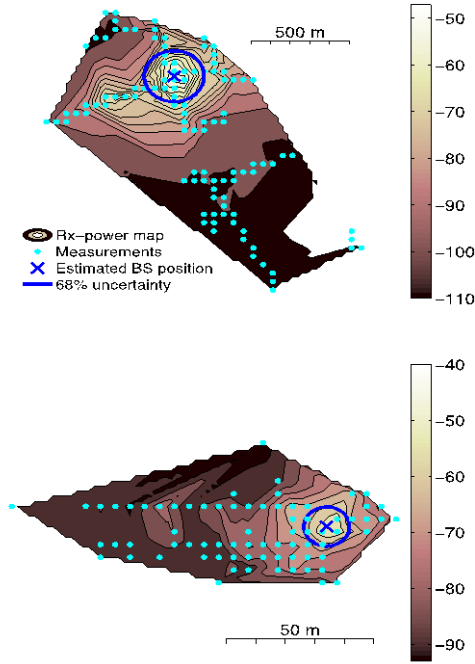 500 m
−50
−60
−70
−80
−90
−100
−110
Rx−power map
Measurements
Estimated BS position
68% uncertainty
−40
−50
−60
−70
−80
−90
50 m